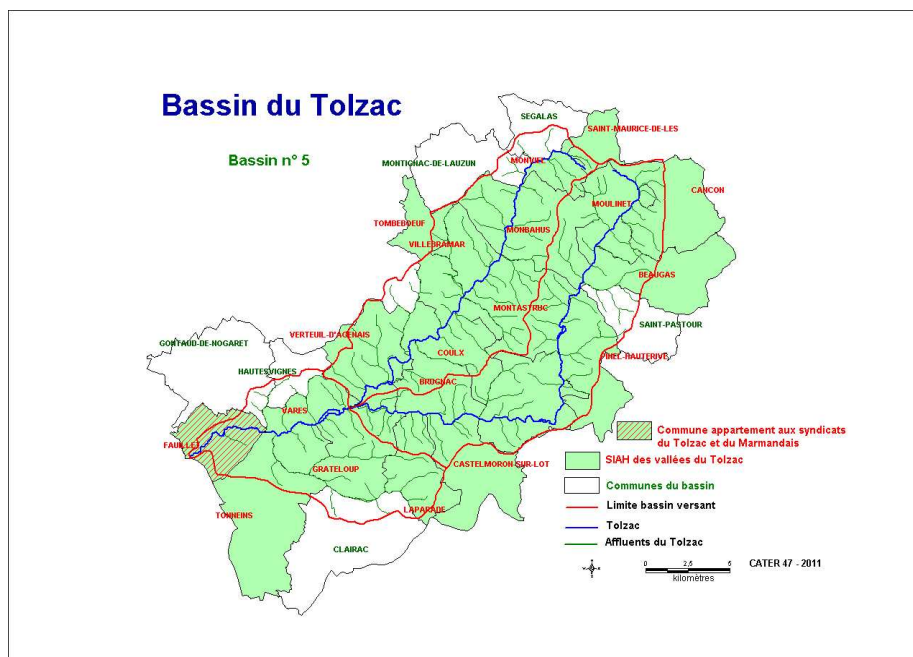 Bassin du Tolzac
Bassin n° 5
SEGALAS
SAINT-MAURICE-DE-LES
MONTIGNAC-DE-LAUZUN
MONVIEL
CANCON
MOULINET
TOMBEBOEUF
MONBAHUS
VILLEBRAMAR
BEAUGAS
MONTASTRUC
SAINT-PASTOUR
VERTEUIL-D'AGENAIS
GONTAUD-DE-NOGARET
COULX
PINEL-HAUTERIVE
HAUTESVIGNES
BRUGNAC
VARES
FAUILLET
GRATELOUP
CASTELMORON-SUR-LOT
LAPARADE
TONNEINS
CLAIRAC
Commune appartement aux syndicats
du Tolzac et du Marmandais
SIAH des vallées du Tolzac
Communes du bassin
Limite bassin versant
Tolzac
Affluents du Tolzac
0 2,5 5
kilomètres
CATER 47 - 2011